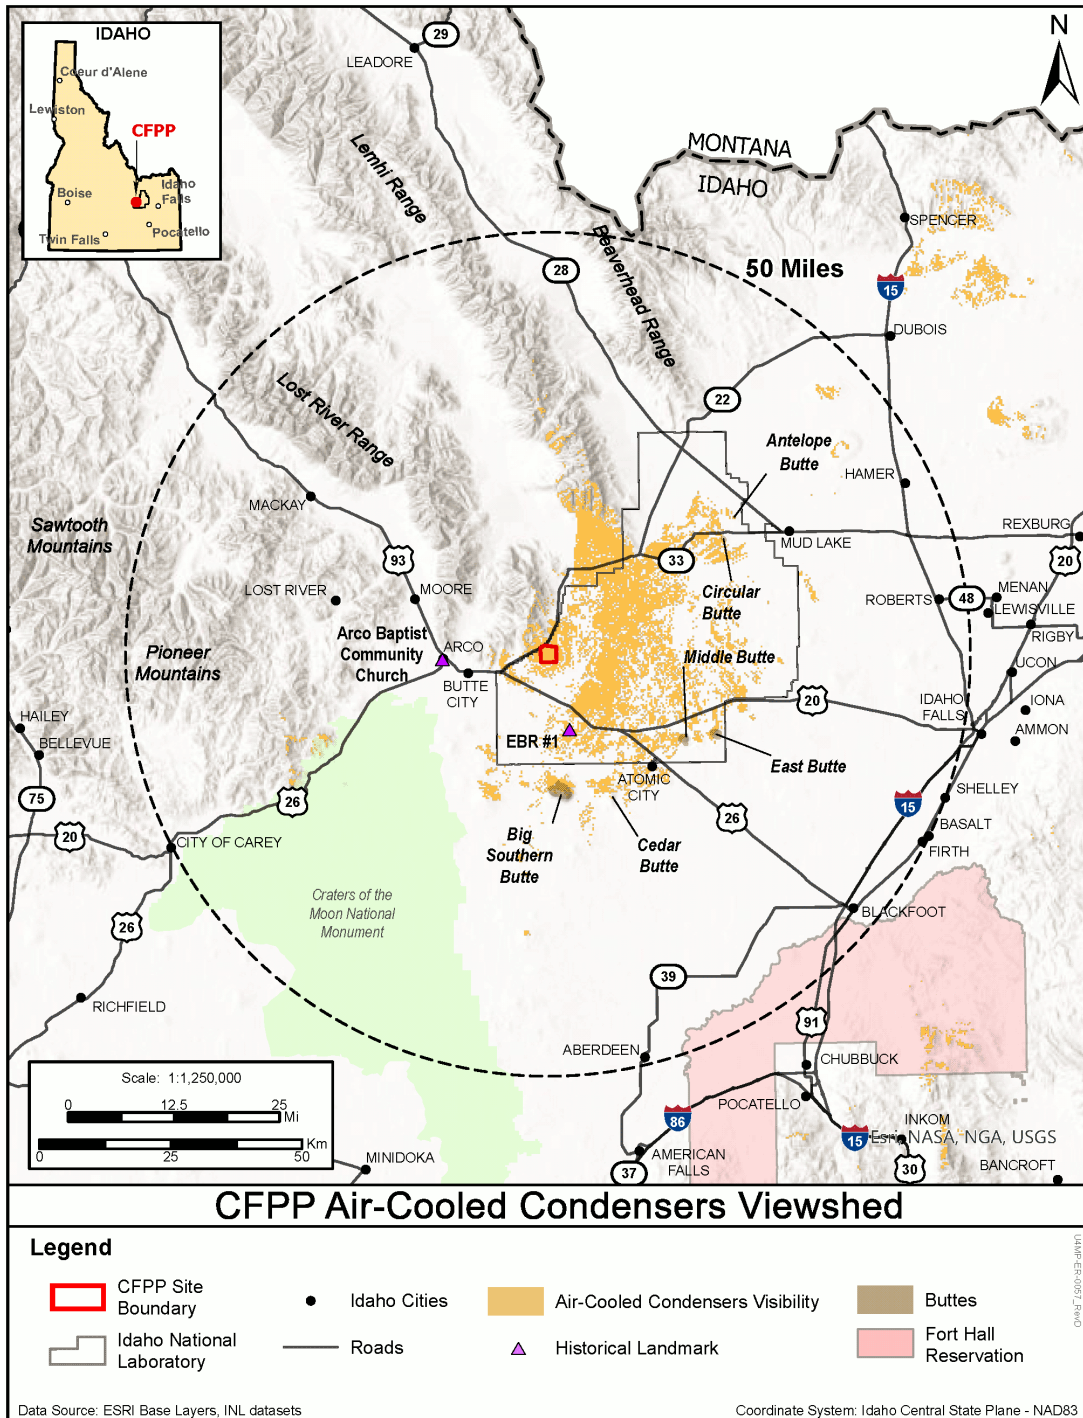 IDAHO
Coeur d'Alene
Lewiston
CFPP
Boise
Idaho
Falls
Twin Falls
Pocatello
29
LEADORE
N
MONTANA
IDAHO
Lemhi Range
Beaverhead Range
SPENCER
50 Miles
28
15
DUBOIS
22
Lost River Range
Antelope
Butte
HAMER
MACKAY
Sawtooth
Mountains
REXBURG
MUD LAKE
93
33
20
LOST RIVER
MOORE
Circular
Butte
ROBERTS
48
MENAN
LEWISVILLE
RIGBY
Arco Baptist
Community
Church
ARCO
Pioneer
Mountains
Middle Butte
UCON
BUTTE
CITY
20
IDAHO
FALLS
IONA
HAILEY
AMMON
BELLEVUE
EBR #1
East Butte
ATOMIC
CITY
75
26
15
SHELLEY
20
CITY OF CAREY
26
BASALT
Big
Southern
Butte
Cedar
Butte
FIRTH
Craters of the
Moon National
Monument
BLACKFOOT
26
39
RICHFIELD
91
ABERDEEN
CHUBBUCK
Scale: 1:1,250,000
0 12.5 25
Mi
Km
0 25 50
POCATELLO
86
INKOM
15
Esri, NASA, NGA, USGS
MINIDOKA
AMERICAN
FALLS
37
30
BANCROFT
CFPP Air-Cooled Condensers Viewshed
Legend
CFPP Site
Boundary
Idaho Cities
Air-Cooled Condensers Visibility
Buttes
Idaho National
Laboratory
Roads
Historical Landmark
Fort Hall
Reservation
U4MP-ER-0057_RevD
Data Source: ESRI Base Layers, INL datasets
Coordinate System: Idaho Central State Plane - NAD83